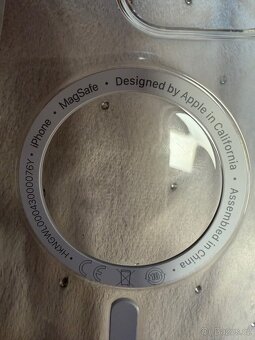 iPhone • MagSafe • Designed by Apple in California • Assembled in China •